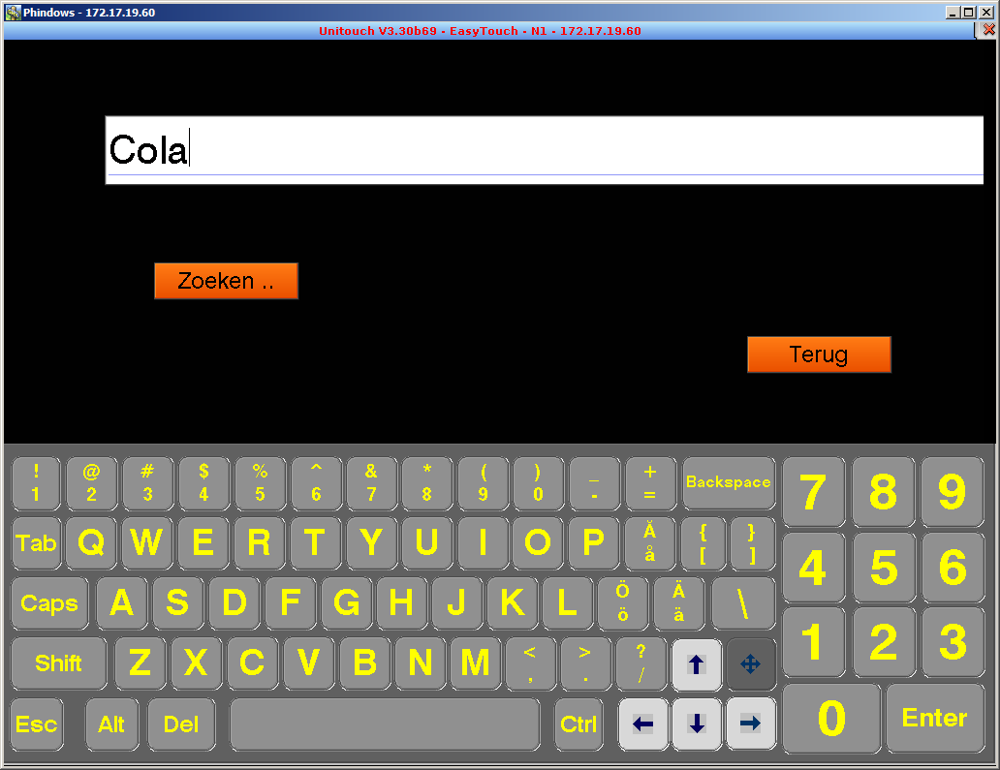 Phindows - 172.17.19.60
Unitouch V3.30b69 - EasyTouch - N1 - 172.17.19.60
Cola
Zoeken ..
Terug
! @ # $ % ^ & * ( ) _ +
1 2 3 4 5 6 7 8 9 0 - = Backspace 7 8 9
Tab Q W E R T Y U I O P Å å { [ } ]
4 5 6
Caps A S D F G H J K L Ö ö Ä ä \
1 2 3
Shift Z X C V B N M < , > . ? /
Esc Alt Del Ctrl 0 Enter